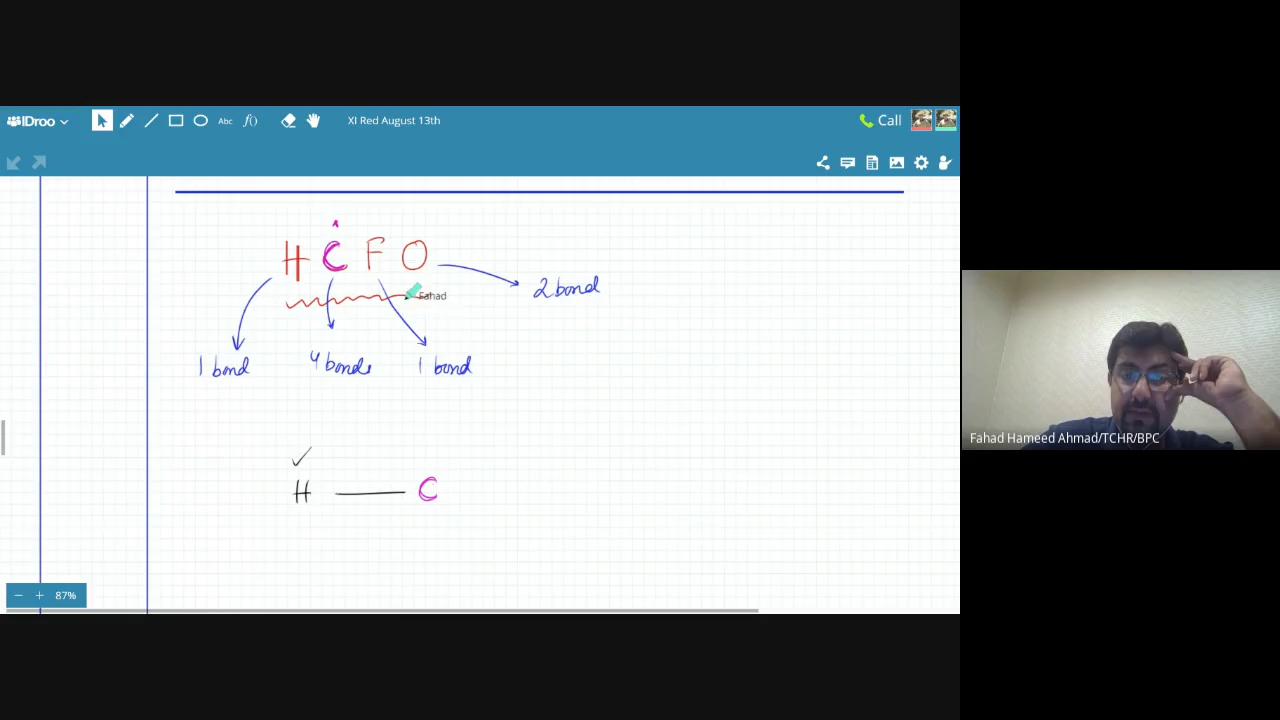 IDroo
Abc
f()
XI Red August 13th
Call
H C F O
Fahad
2 bond
1 bond
4 bonds
1 bond
H — C
87%
Fahad Hameed Ahmad/TCHR/BPC